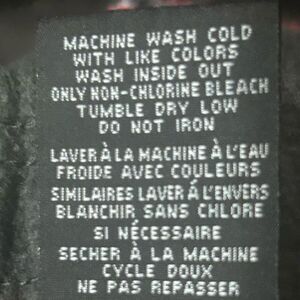 MACHINE WASH COLD
WITH LIKE COLORS
WASH INSIDE OUT
ONLY NON-CHLORINE BLEACH
TUMBLE DRY LOW
DO NOT IRON
LAVER À LA MACHINE À L'EAU
FROIDE AVEC COULEURS
SIMILAIRES LAVER Á L'ENVERS
BLANCHIR SANS CHLORE
SI NÉCESSAIRE
SECHER À LA MACHINE
CYCLE DOUX
NE PAS REPASSER